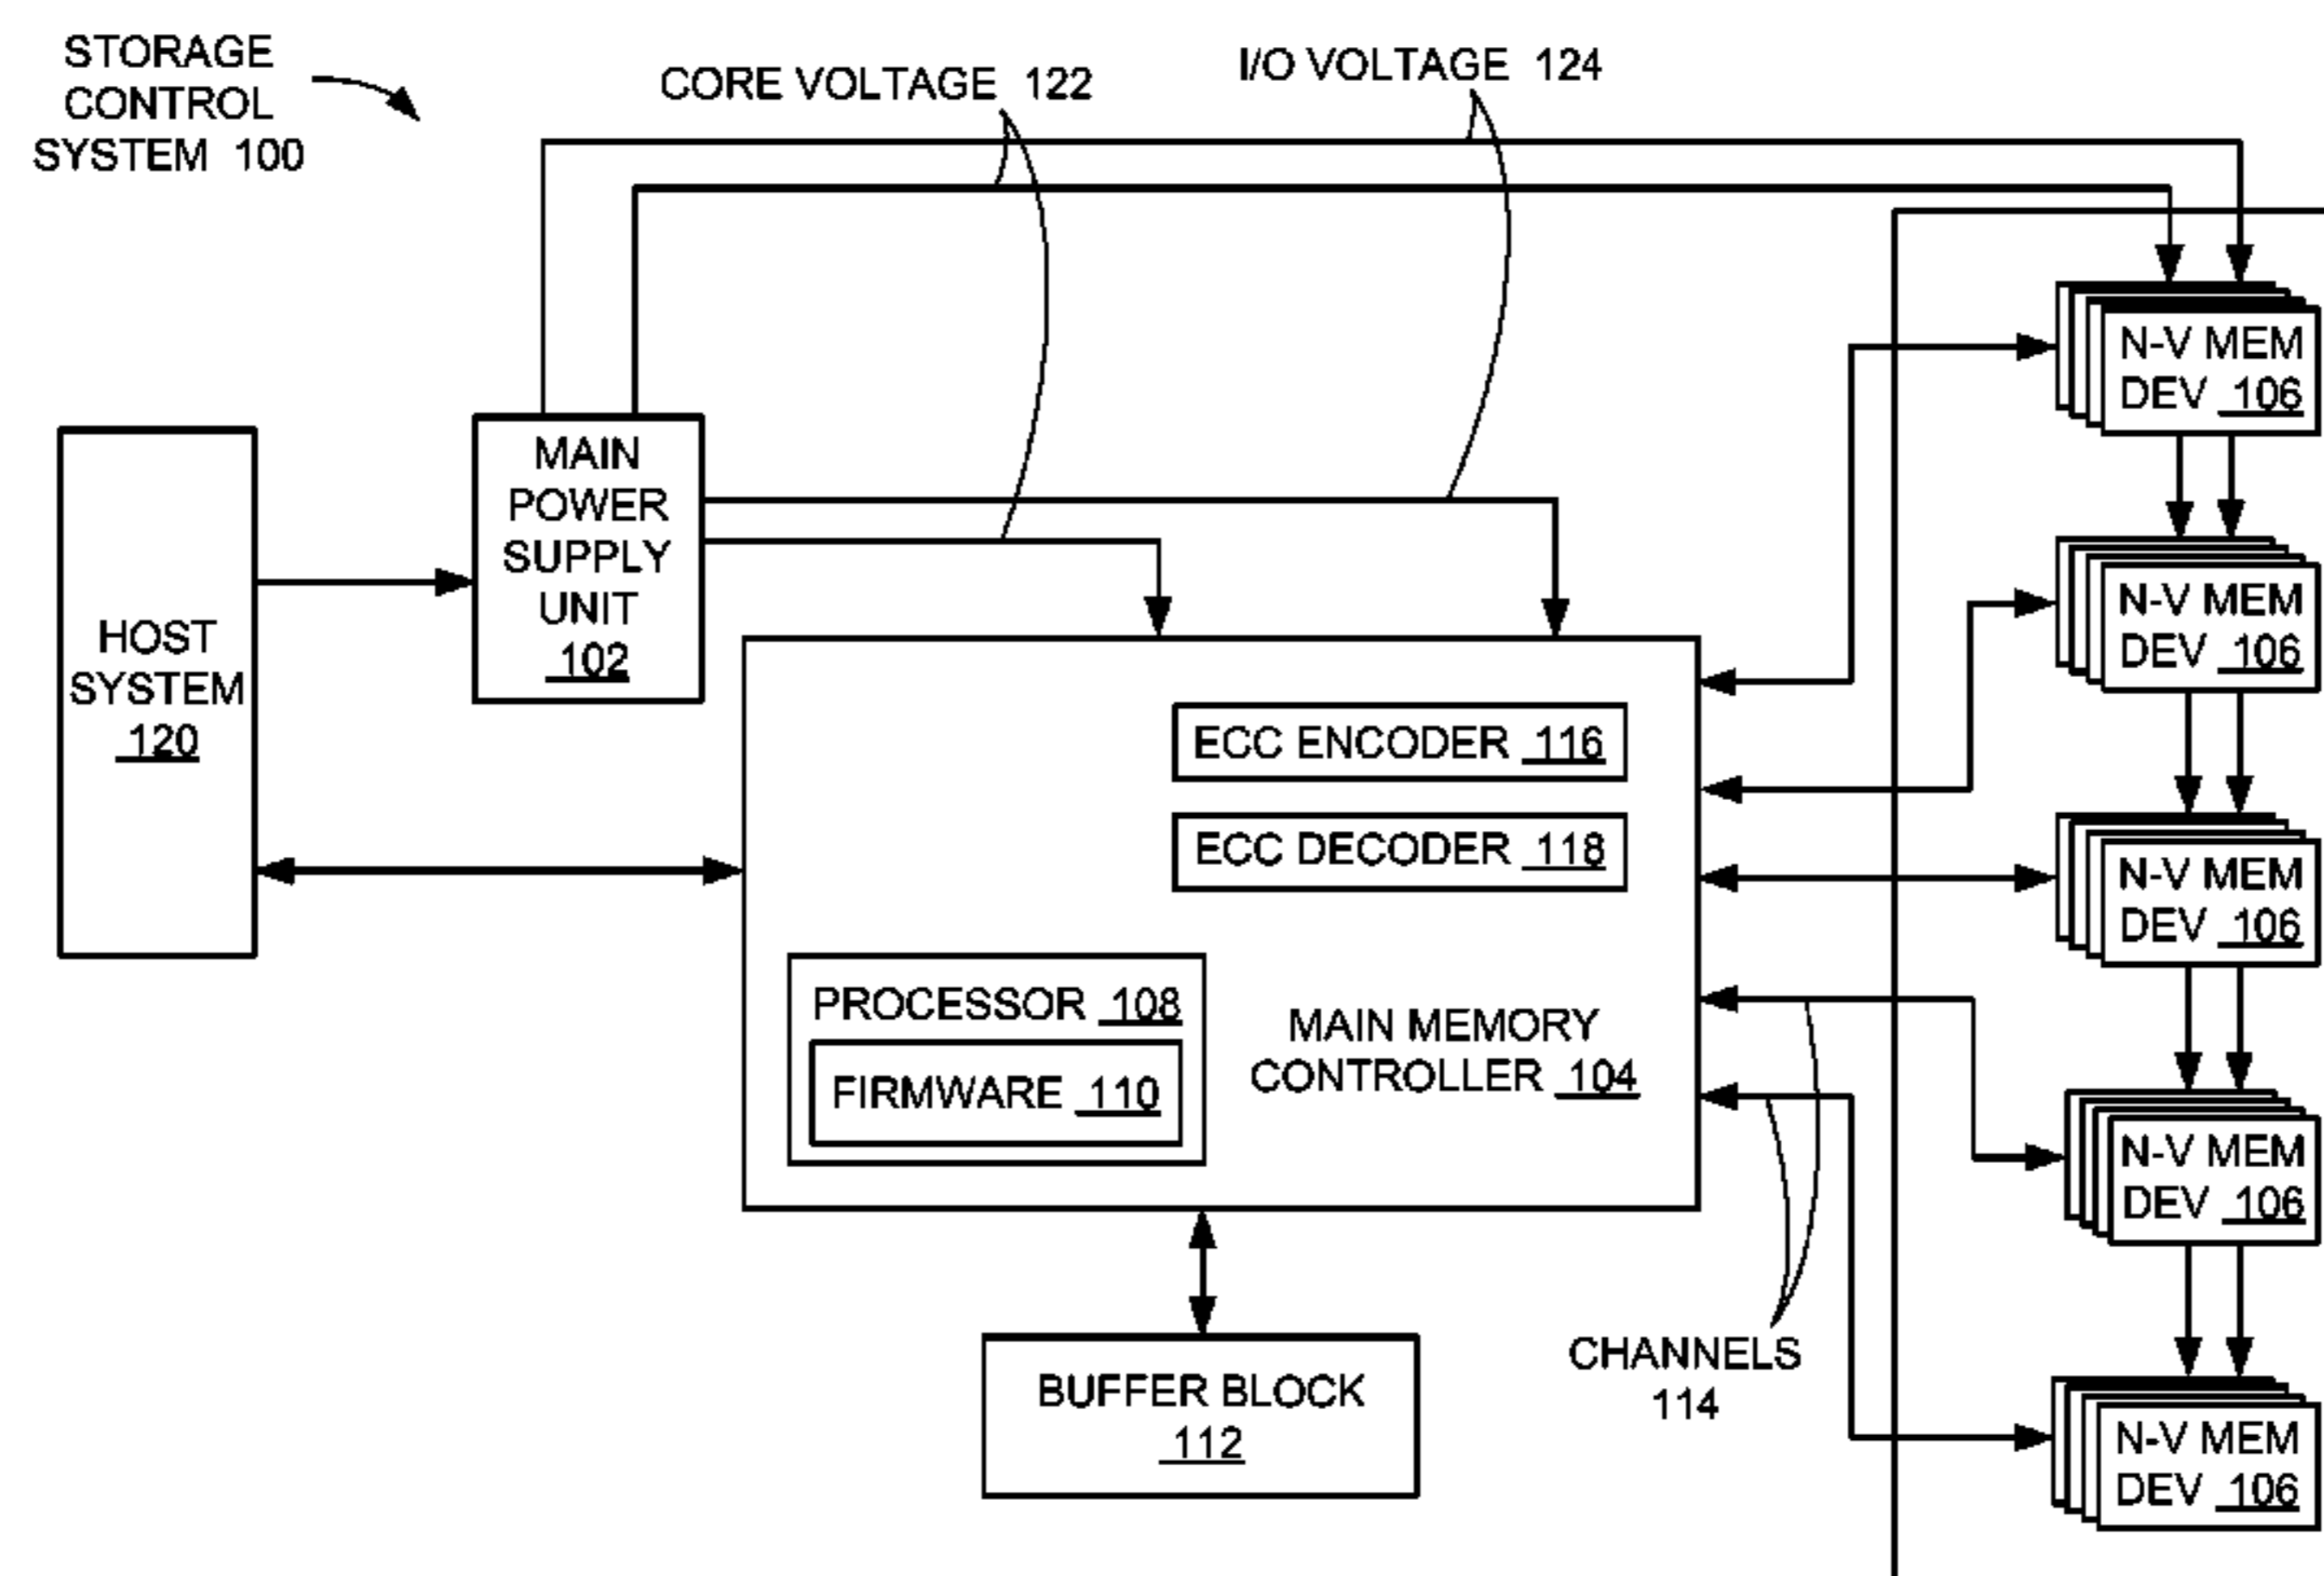 STORAGE
CONTROL
SYSTEM 100
CORE VOLTAGE 122
I/O VOLTAGE 124
N-V MEM
DEV 106
MAIN
POWER
SUPPLY
UNIT
102
HOST
SYSTEM
120
N-V MEM
DEV 106
ECC ENCODER 116
ECC DECODER 118
N-V MEM
DEV 106
PROCESSOR 108
FIRMWARE 110
MAIN MEMORY
CONTROLLER 104
N-V MEM
DEV 106
CHANNELS
114
BUFFER BLOCK
112
N-V MEM
DEV 106